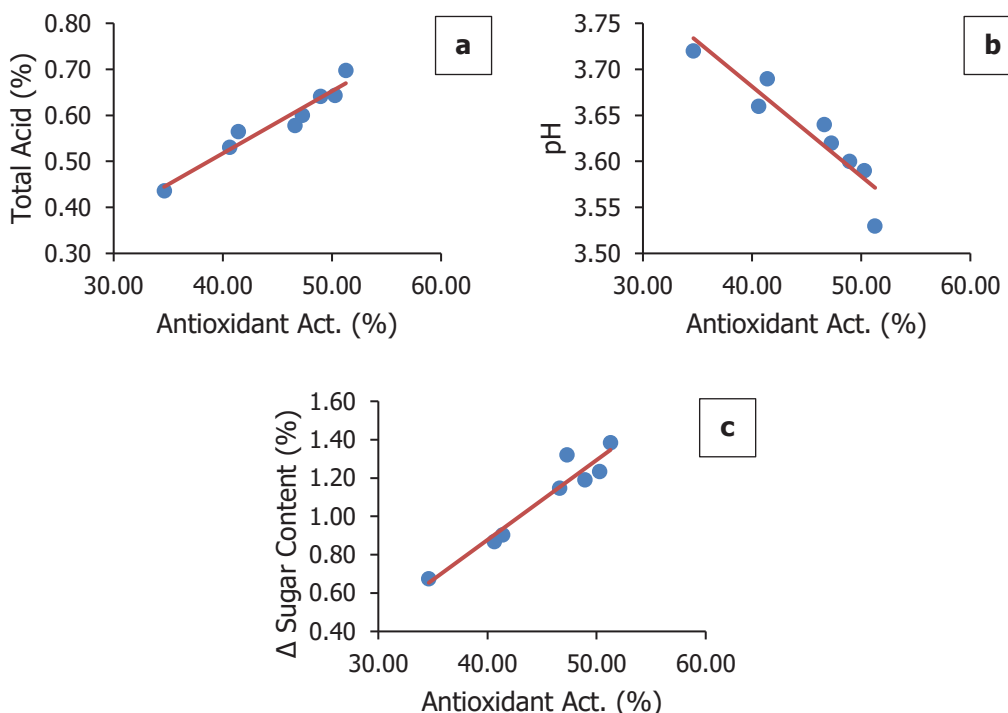 a
Total Acid (%)
0.80
0.70
0.60
0.50
0.40
0.30
30.00 40.00 50.00 60.00
Antioxidant Act. (%)
b
pH
3.75
3.70
3.65
3.60
3.55
3.50
30.00 40.00 50.00 60.00
Antioxidant Act. (%)
c
Δ Sugar Content (%)
1.60
1.40
1.20
1.00
0.80
0.60
0.40
30.00 40.00 50.00 60.00
Antioxidant Act. (%)